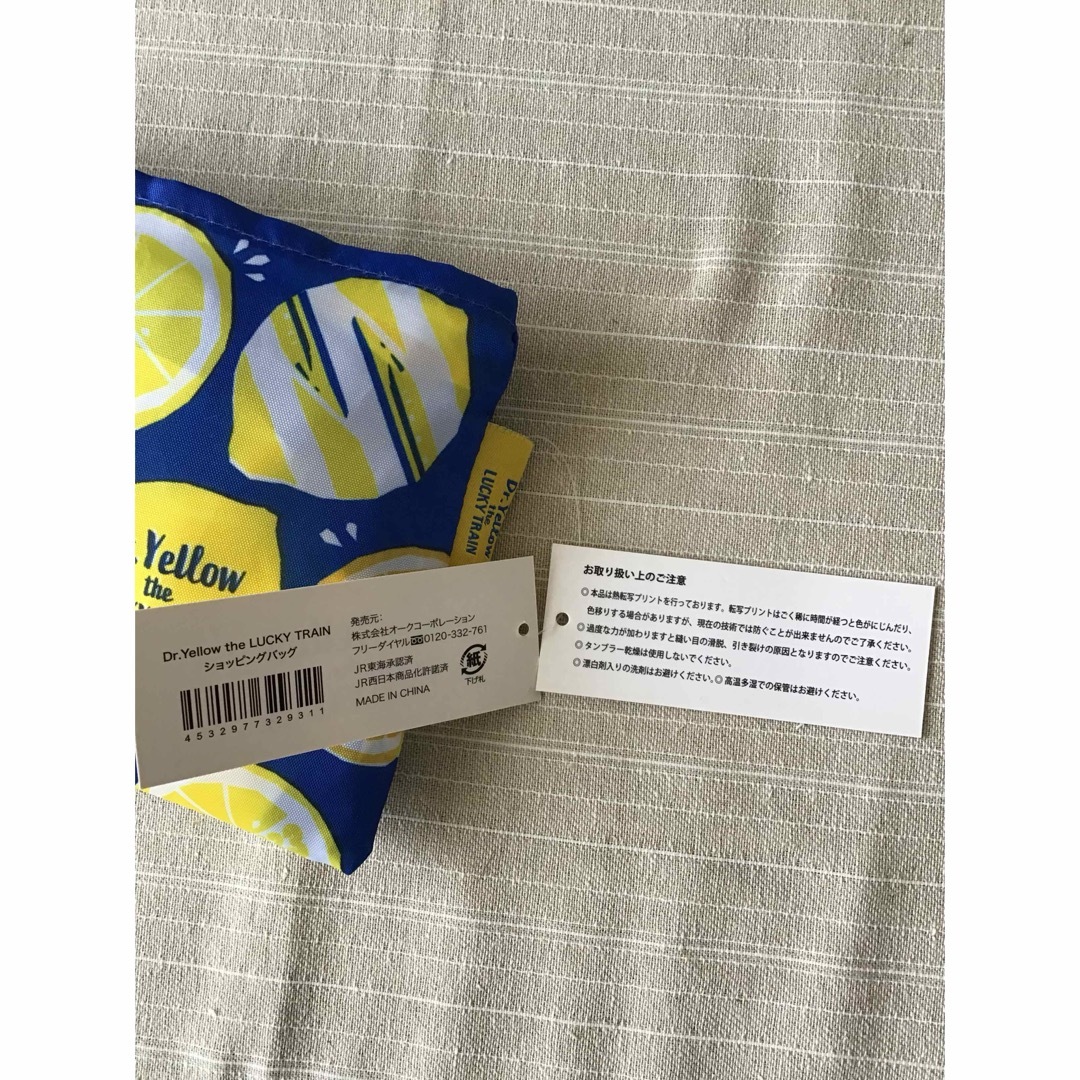 Dr.Yellow
the
LUCKY TRAIN
Yellow
the
Dr.Yellow the LUCKY TRAIN
ショッピングバッグ
4532977329311
発売元：
株式会社オークコーポレーション
フリーダイヤル0120-332-761
JR東海承認済
JR西日本商品化許諾済
MADE IN CHINA
紙
下げ札
お取り扱い上のご注意
◎本品は熱転写プリントを行っております。転写プリントはごく稀に時間が経つと色がにじんだり、
色移りする場合がありますが、現在の技術では防ぐことが出来ませんのでご了承ください。
◎過度な力が加わりますと縫い目の滑脱、引き裂けの原因となりますのでご注意ください。
◎タンブラー乾燥は使用しないでください。
◎漂白剤入りの洗剤はお避けください。◎高温多湿での保管はお避けください。